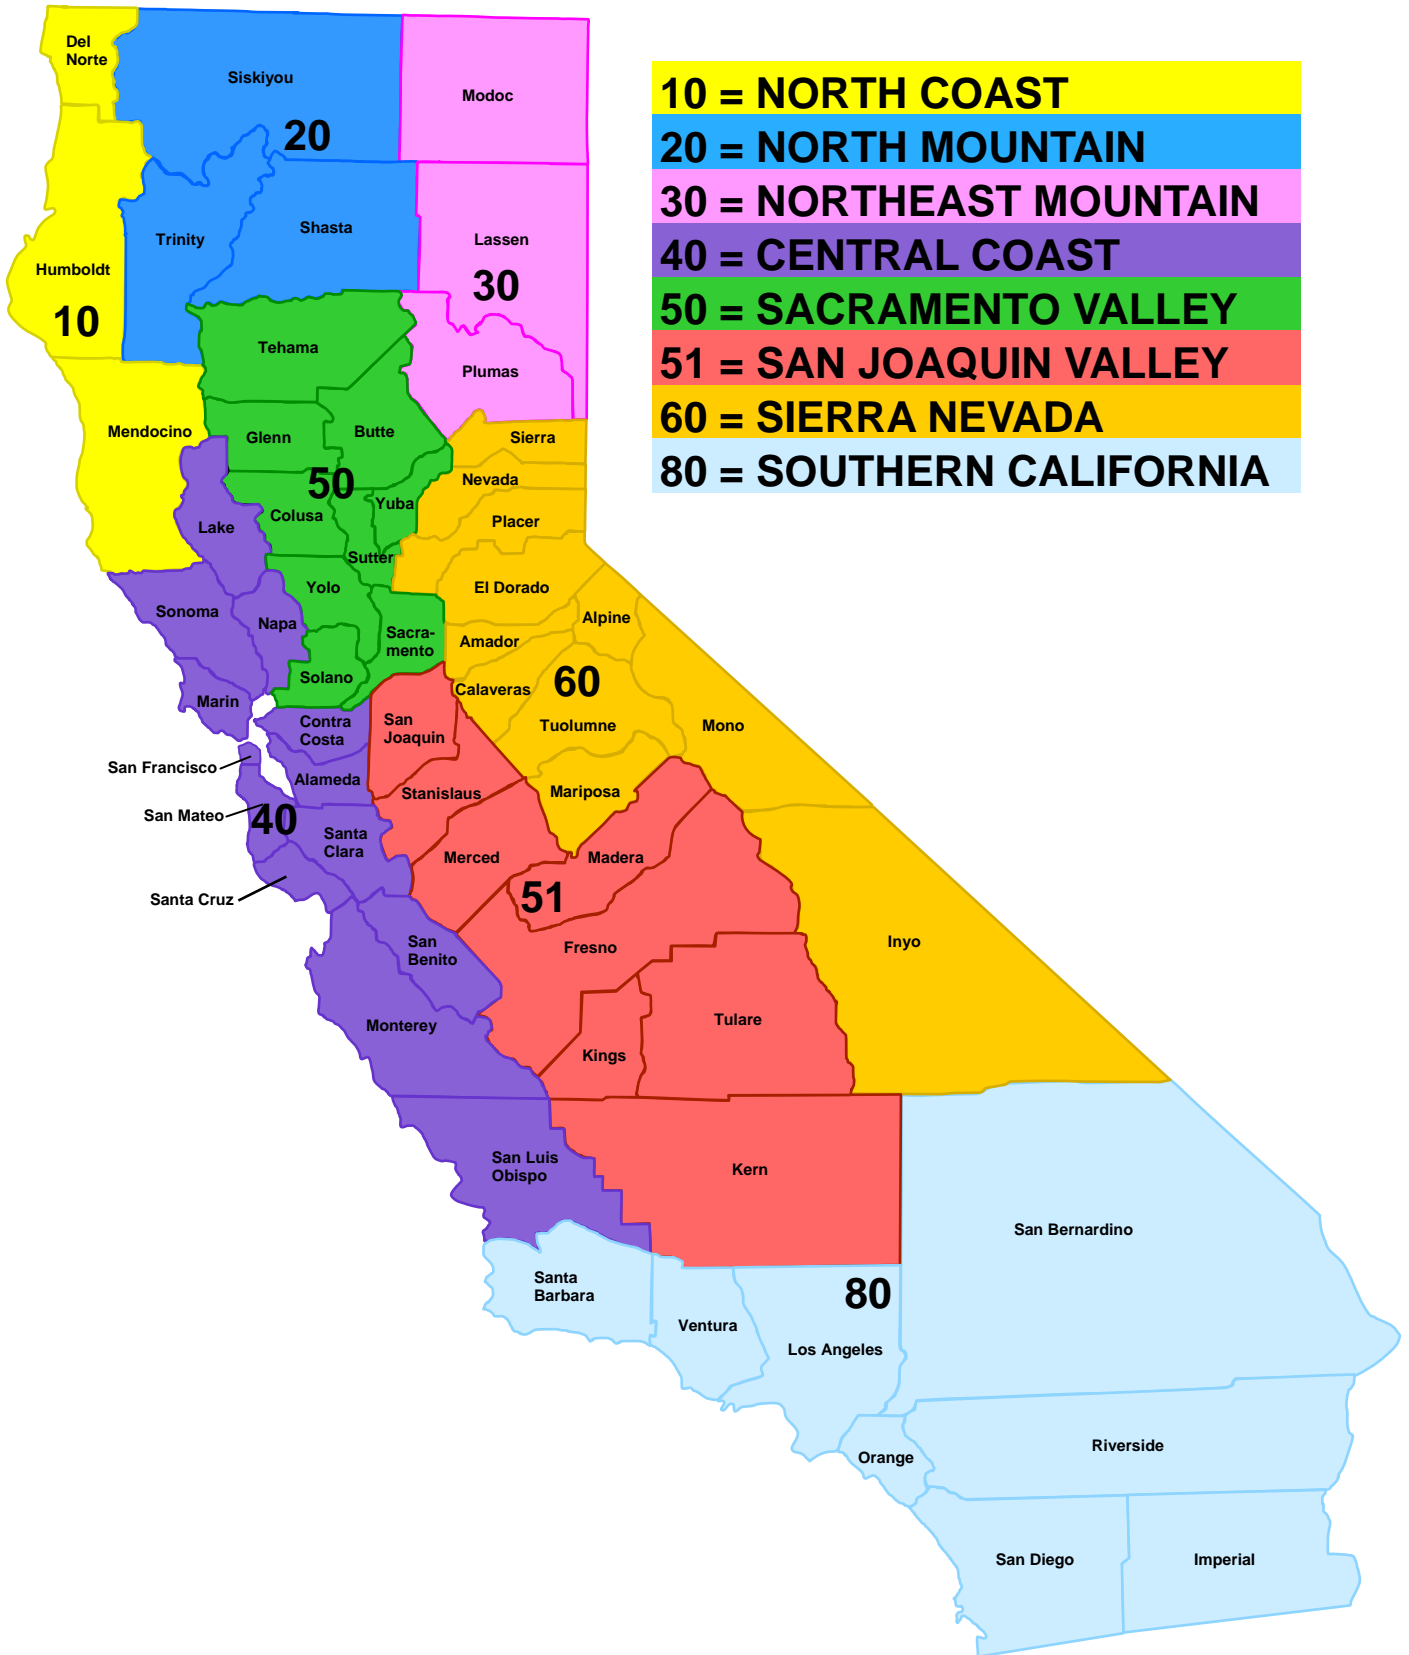 Del
Norte
Siskiyou
Modoc
20
10 = NORTH COAST
20 = NORTH MOUNTAIN
30 = NORTHEAST MOUNTAIN
40 = CENTRAL COAST
50 = SACRAMENTO VALLEY
51 = SAN JOAQUIN VALLEY
60 = SIERRA NEVADA
80 = SOUTHERN CALIFORNIA
Trinity
Shasta
Lassen
Humboldt
30
10
Tehama
Plumas
Mendocino
Glenn
Butte
Sierra
50
Nevada
Yuba
Colusa
Placer
Lake
Sutter
Yolo
El Dorado
Sonoma
Napa
Sacra-
mento
Amador
Alpine
Solano
Calaveras
60
Marin
Contra
Costa
San
Joaquin
Tuolumne
Mono
San Francisco
Alameda
Stanislaus
Mariposa
San Mateo
40
Santa
Clara
Merced
Madera
Santa Cruz
51
San
Benito
Fresno
Inyo
Monterey
Tulare
Kings
San Luis
Obispo
Kern
San Bernardino
Santa
Barbara
80
Ventura
Los Angeles
Orange
Riverside
San Diego
Imperial